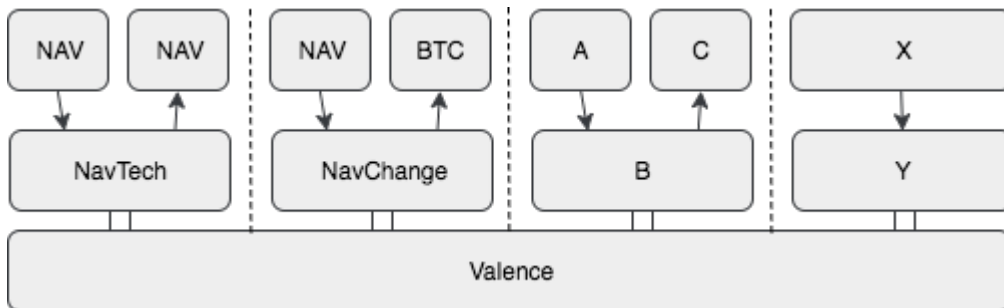 NAV
NAV
NAV
BTC
A
C
X
NavTech
NavChange
B
Y
Valence